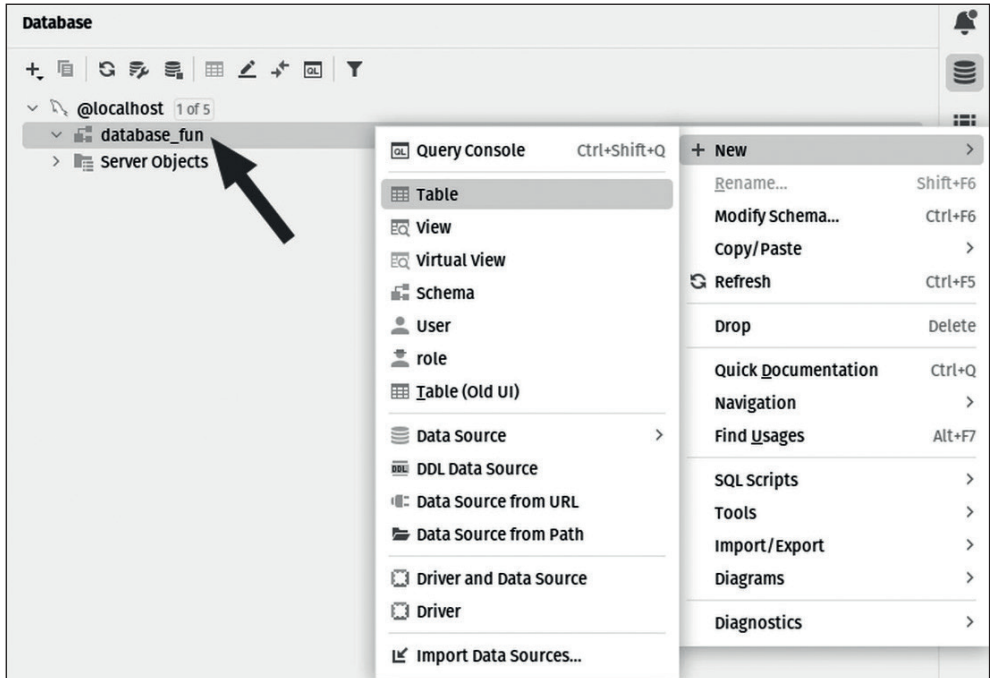 Database
QL
@localhost 1 of 5
database_fun
Server Objects
QL Query Console Ctrl+Shift+Q
Table
View
Virtual View
Schema
User
role
Table (Old UI)
Data Source
DDL DDL Data Source
Data Source from URL
Data Source from Path
Driver and Data Source
Driver
Import Data Sources...
New
Rename... Shift+F6
Modify Schema... Ctrl+F6
Copy/Paste
Refresh Ctrl+F5
Drop Delete
Quick Documentation Ctrl+Q
Navigation
Find Usages Alt+F7
SQL Scripts
Tools
Import/Export
Diagrams
Diagnostics